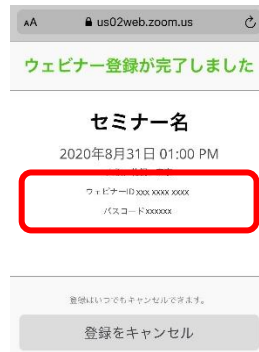 AA us02web.zoom.us
ウェビナー登録が完了しました
セミナー名
2020年8月31日 01:00 PM
ウェビナーID xxx xxxx xxxx
パスコード xxxxxx
登録はいつでもキャンセルできます。
登録をキャンセル